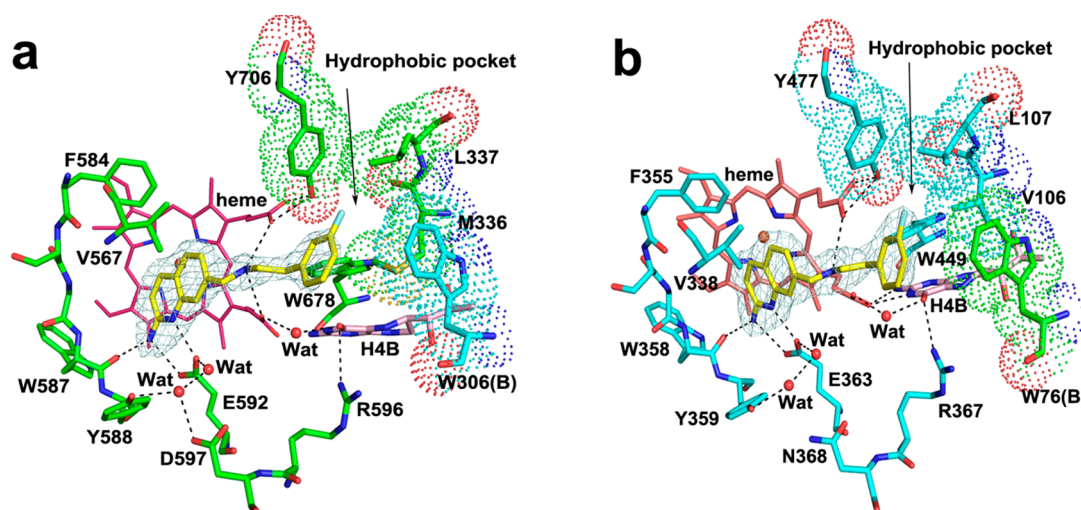 a
Y706
Hydrophobic pocket
F584
heme
L337
M336
V567
W678
Wat
H4B
W587
Wat
Wat
W306(B)
E592
R596
Y588
D597
b
Hydrophobic pocket
Y477
L107
F355
heme
V106
W449
V338
H4B
Wat
W358
Wat
E363
W76(B
Y359
Wat
R367
N368